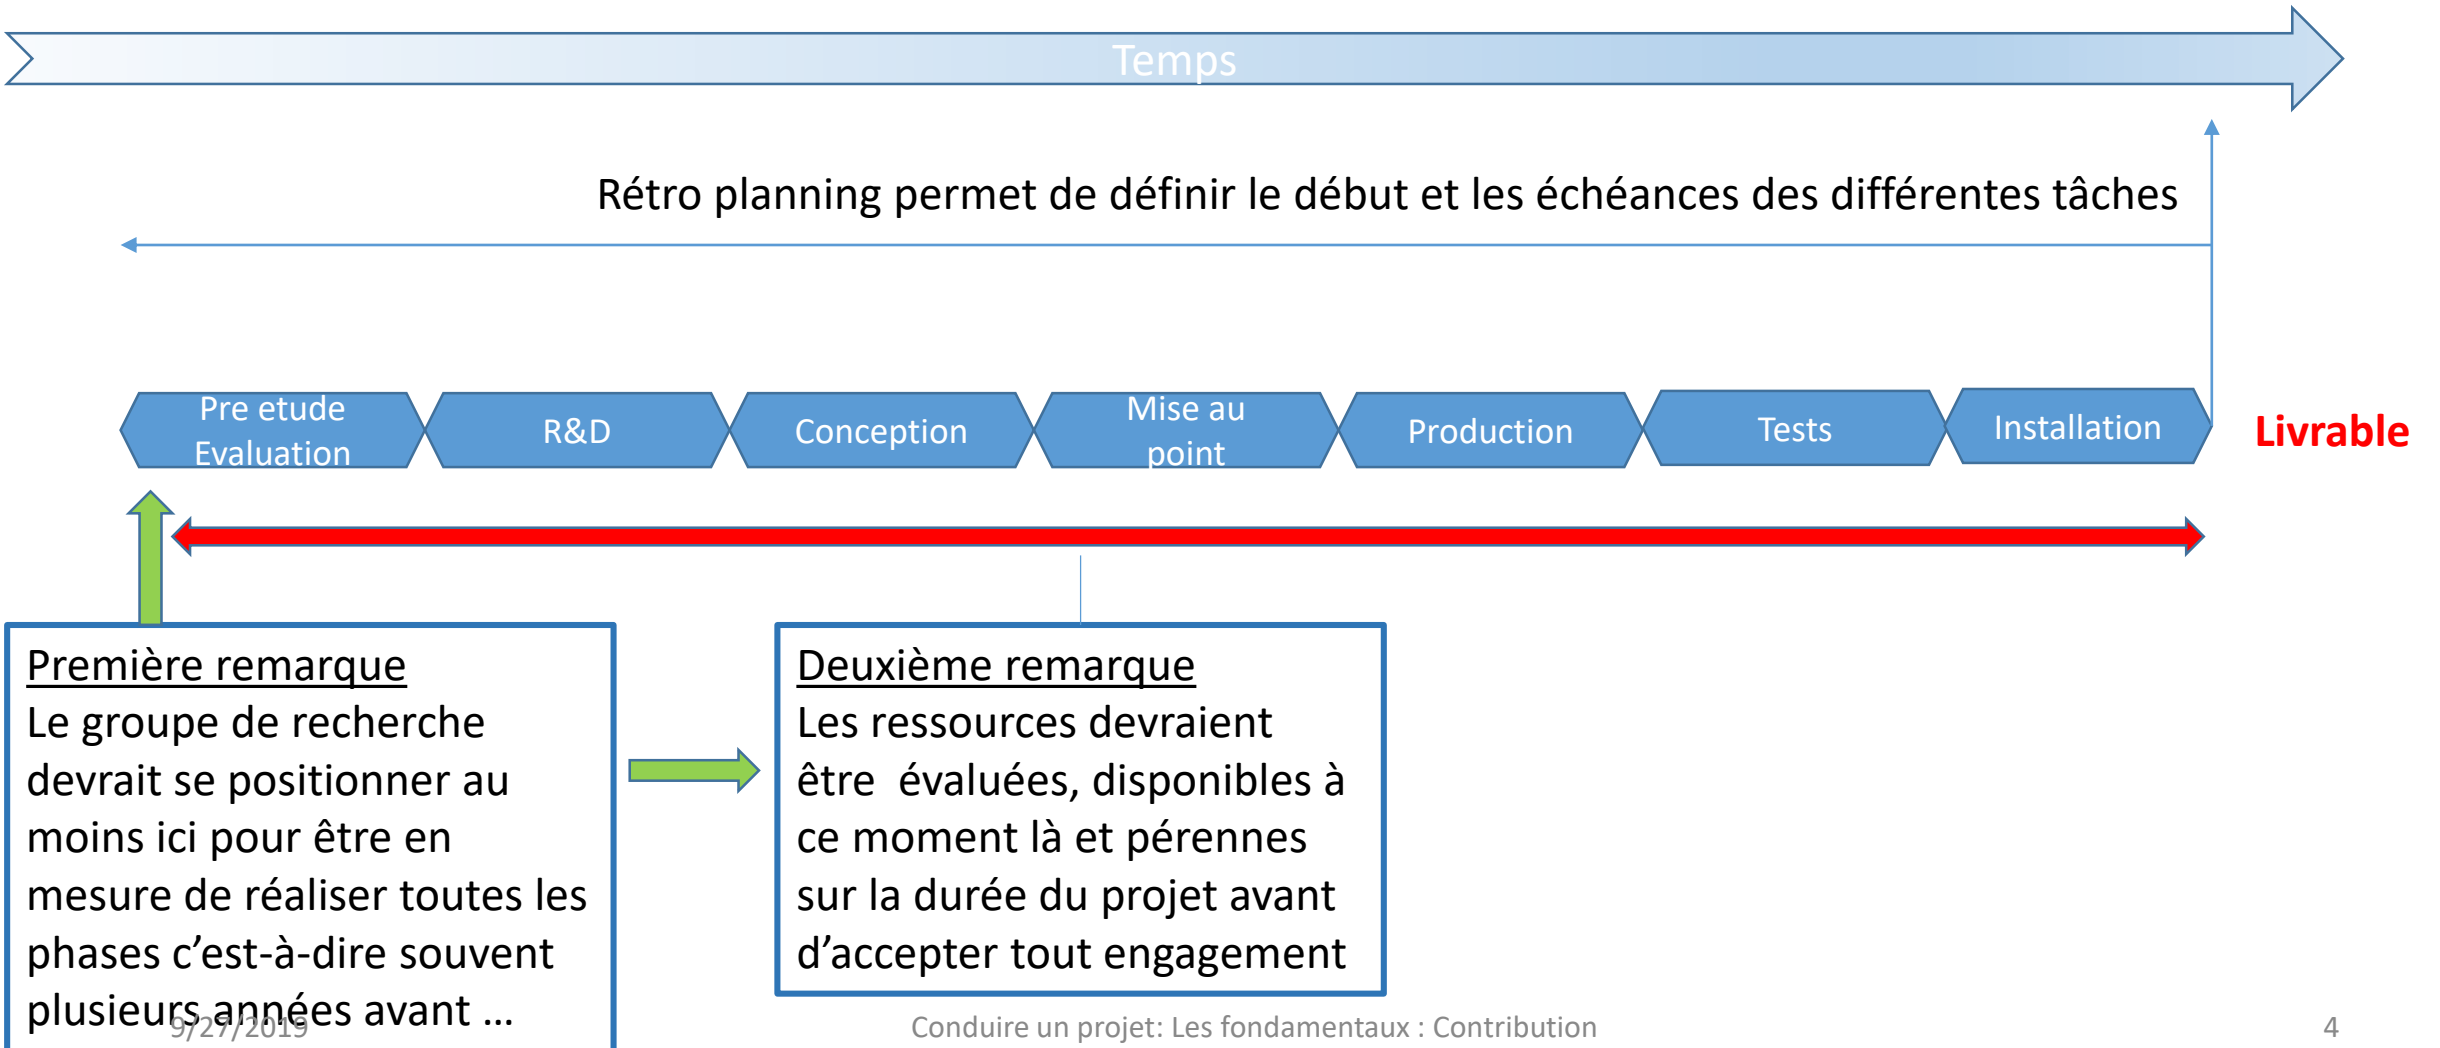 Temps
Rétro planning permet de définir le début et les échéances des différentes tâches
Pre etude
Evaluation
R&D
Conception
Mise au
point
Production
Tests
Installation
Livrable
Première remarque
Le groupe de recherche
devrait se positionner au
moins ici pour être en
mesure de réaliser toutes les
phases c’est-à-dire souvent
plusieurs années avant …
Deuxième remarque
Les ressources devraient
être  évaluées, disponibles à
ce moment là et pérennes
sur la durée du projet avant
d’accepter tout engagement
9/27/2019
Conduire un projet: Les fondamentaux : Contribution
4